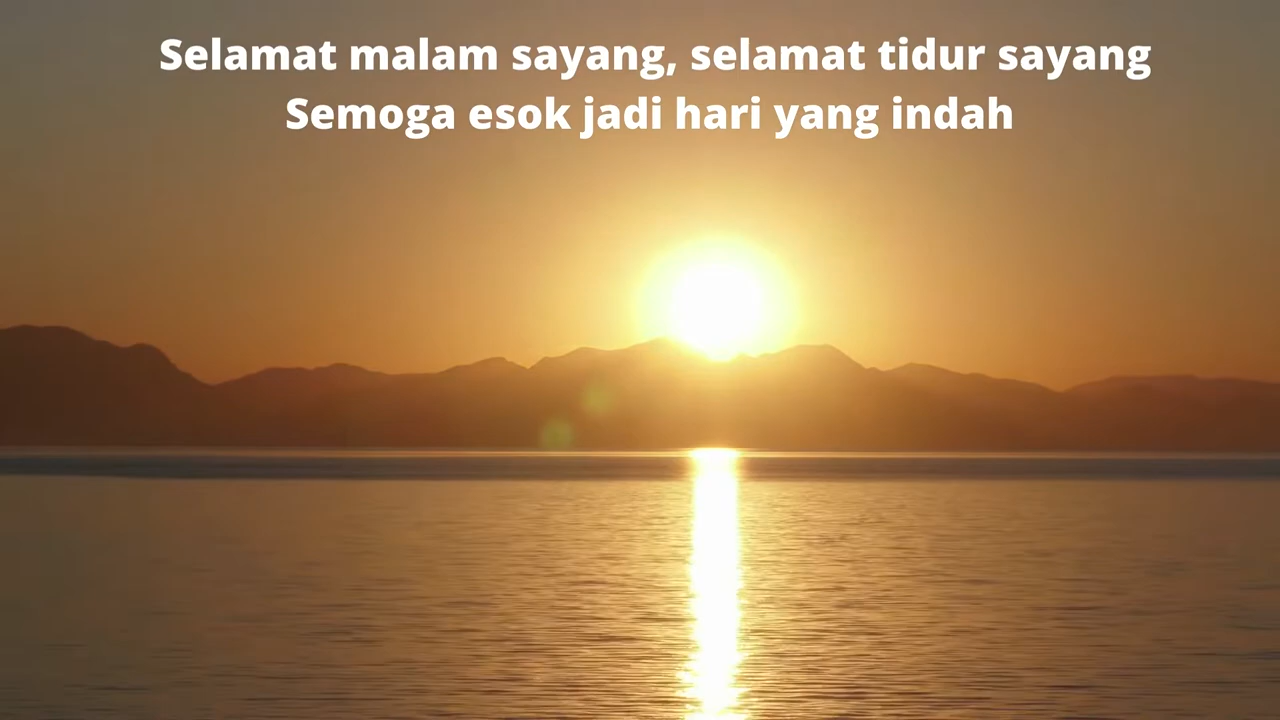 Selamat malam sayang, selamat tidur sayang
Semoga esok jadi hari yang indah